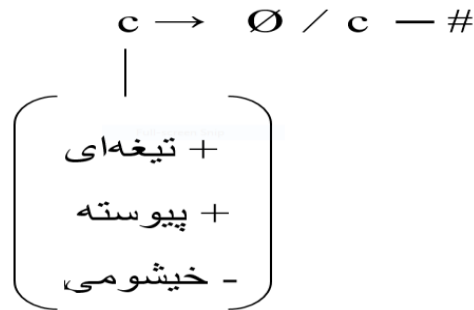 c → Ø / c — #
+ تیغه‌ای
+ پیوسته
- خیشومی